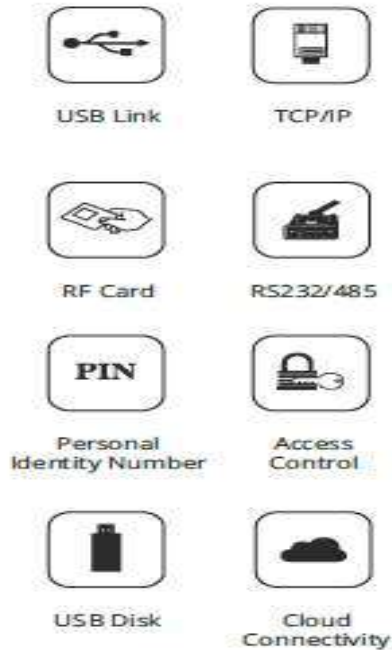 USB Link
TCP/IP
RF Card
RS232/485
PIN
Personal
Identity Number
Access
Control
USB Disk
Cloud
Connectivity